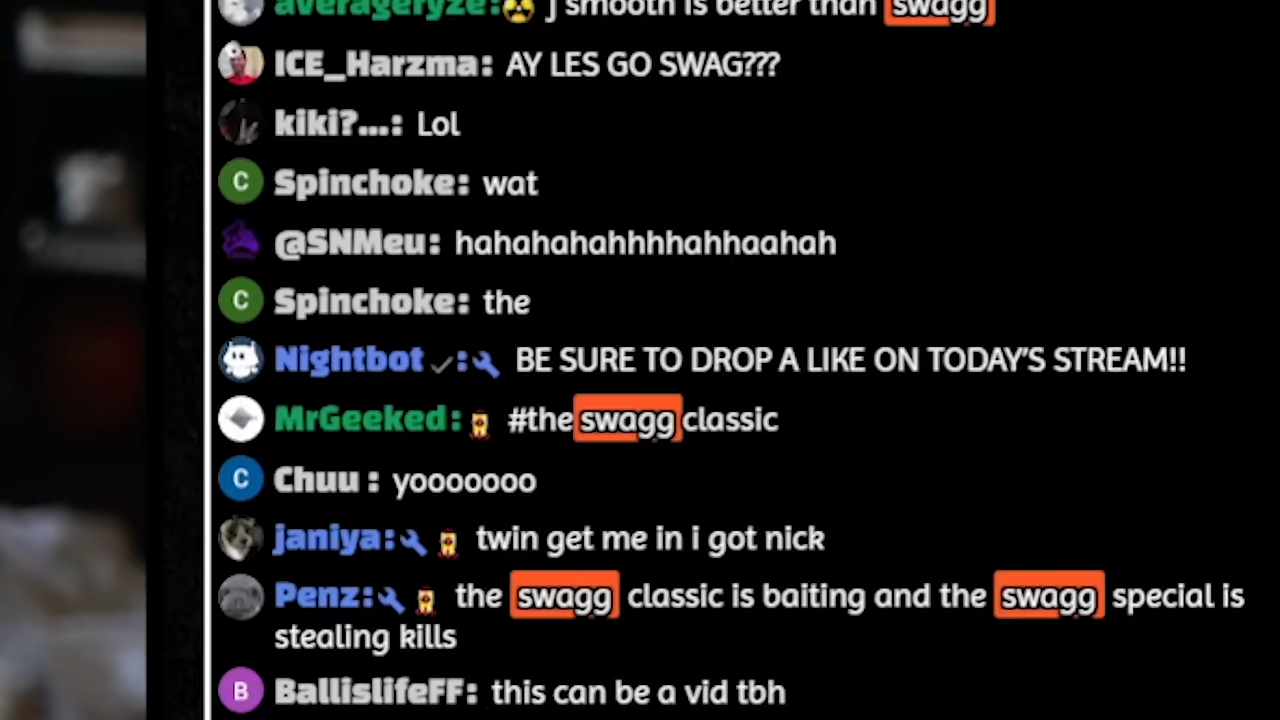 averagefyze: j smooth is better than swagg
ICE_Harzma: AY LES GO SWAG???
kiki?...: Lol
C Spinchoke: wat
@SNMeu: hahahahahhhhahhaahah
C Spinchoke: the
Nightbot ✓: BE SURE TO DROP A LIKE ON TODAY'S STREAM!!
MrGeeked: #the swagg classic
C Chuu : yooooooo
janiya: twin get me in i got nick
Penz: the swagg classic is baiting and the swagg special is
stealing kills
B BallislifeFF: this can be a vid tbh